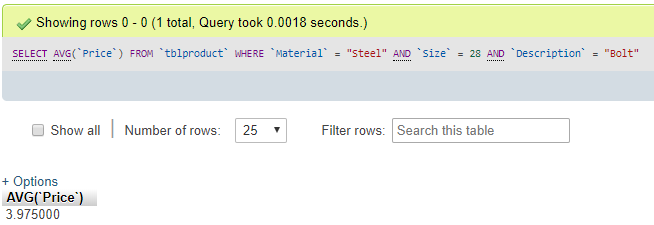 Showing rows 0 - 0 (1 total, Query took 0.0018 seconds.)
SELECT AVG(`Price`) FROM `tblproduct` WHERE `Material` = "Steel" AND `Size` = 28 AND `Description` = "Bolt"
Show all | Number of rows: 25 Filter rows: Search this table
+ Options
AVG(`Price`)
3.975000